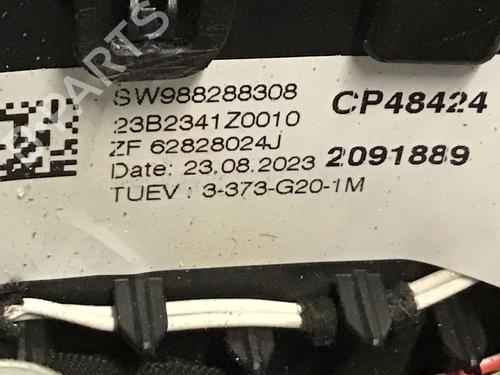 SW988288308
23B2341Z0010 CP48424
ZF 62828024J
Date: 23.08.2023 2091889
TUEV : 3-373-G20-1M